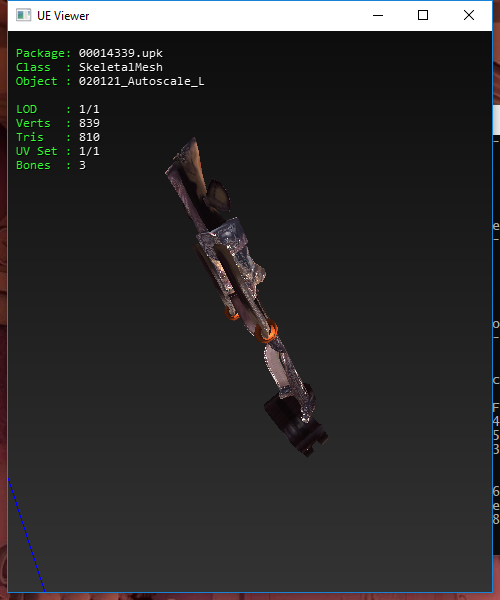 UE Viewer
Package: 00014339.upk
Class : SkeletalMesh
Object : 020121_Autoscale_L
LOD : 1/1
Verts : 839
Tris : 810
UV Set : 1/1
Bones : 3
e
o
c
F
4
5
3
6
e
8